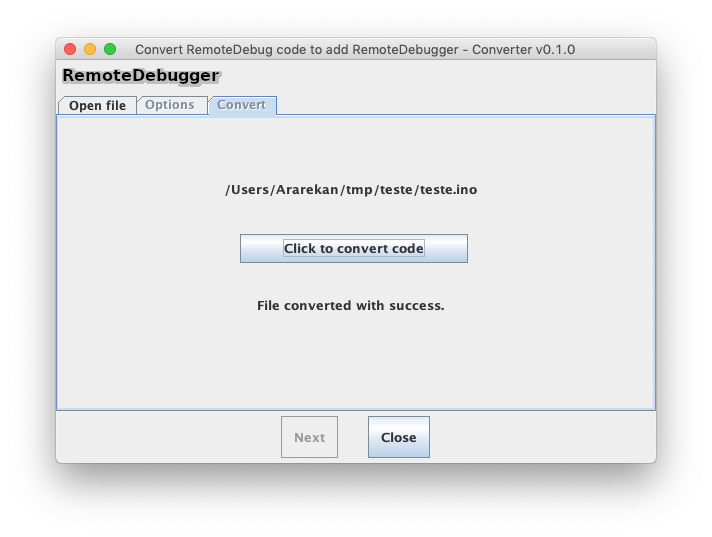 Convert RemoteDebug code to add RemoteDebugger - Converter v0.1.0
RemoteDebugger
Open file Options Convert
/Users/Ararekan/tmp/teste/teste.ino
Click to convert code
File converted with success.
Next Close